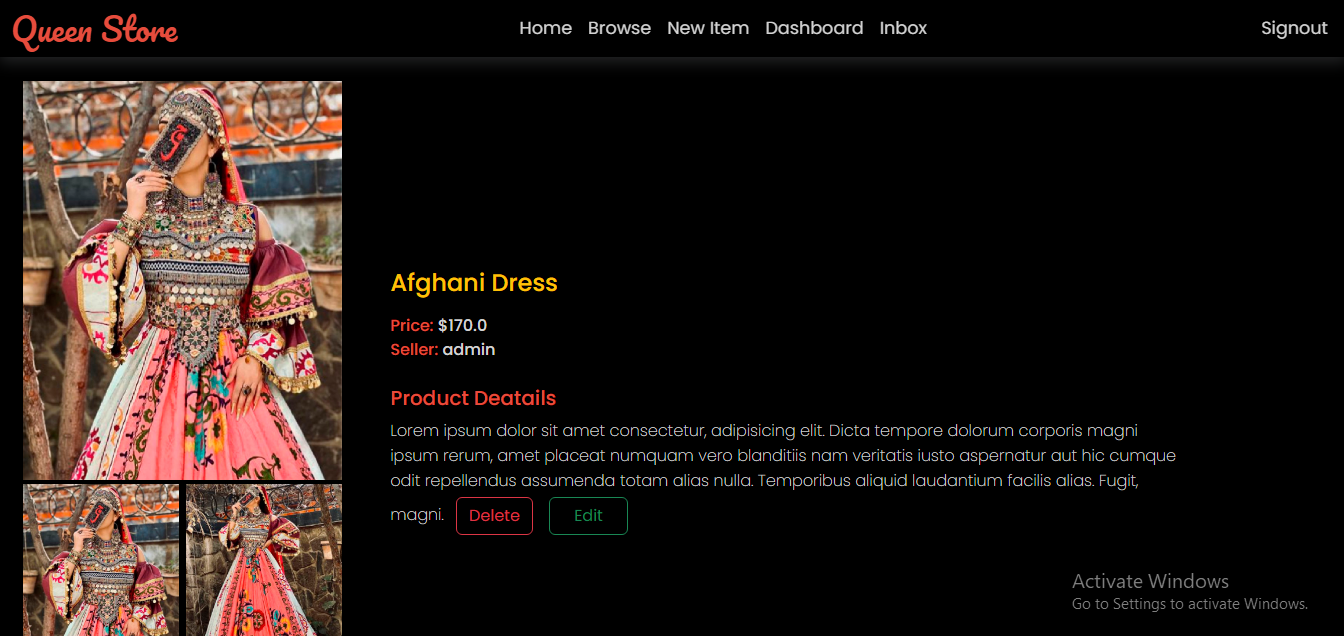 Queen Store
Home Browse New Item Dashboard Inbox
Signout
Afghani Dress
Price: $170.0
Seller: admin
Product Deatails
Lorem ipsum dolor sit amet consectetur, adipisicing elit. Dicta tempore dolorum corporis magni
ipsum rerum, amet placeat numquam vero blanditiis nam veritatis iusto aspernatur aut hic cumque
odit repellendus assumenda totam alias nulla. Temporibus aliquid laudantium facilis alias. Fugit,
magni. Delete Edit
Activate Windows
Go to Settings to activate Windows.